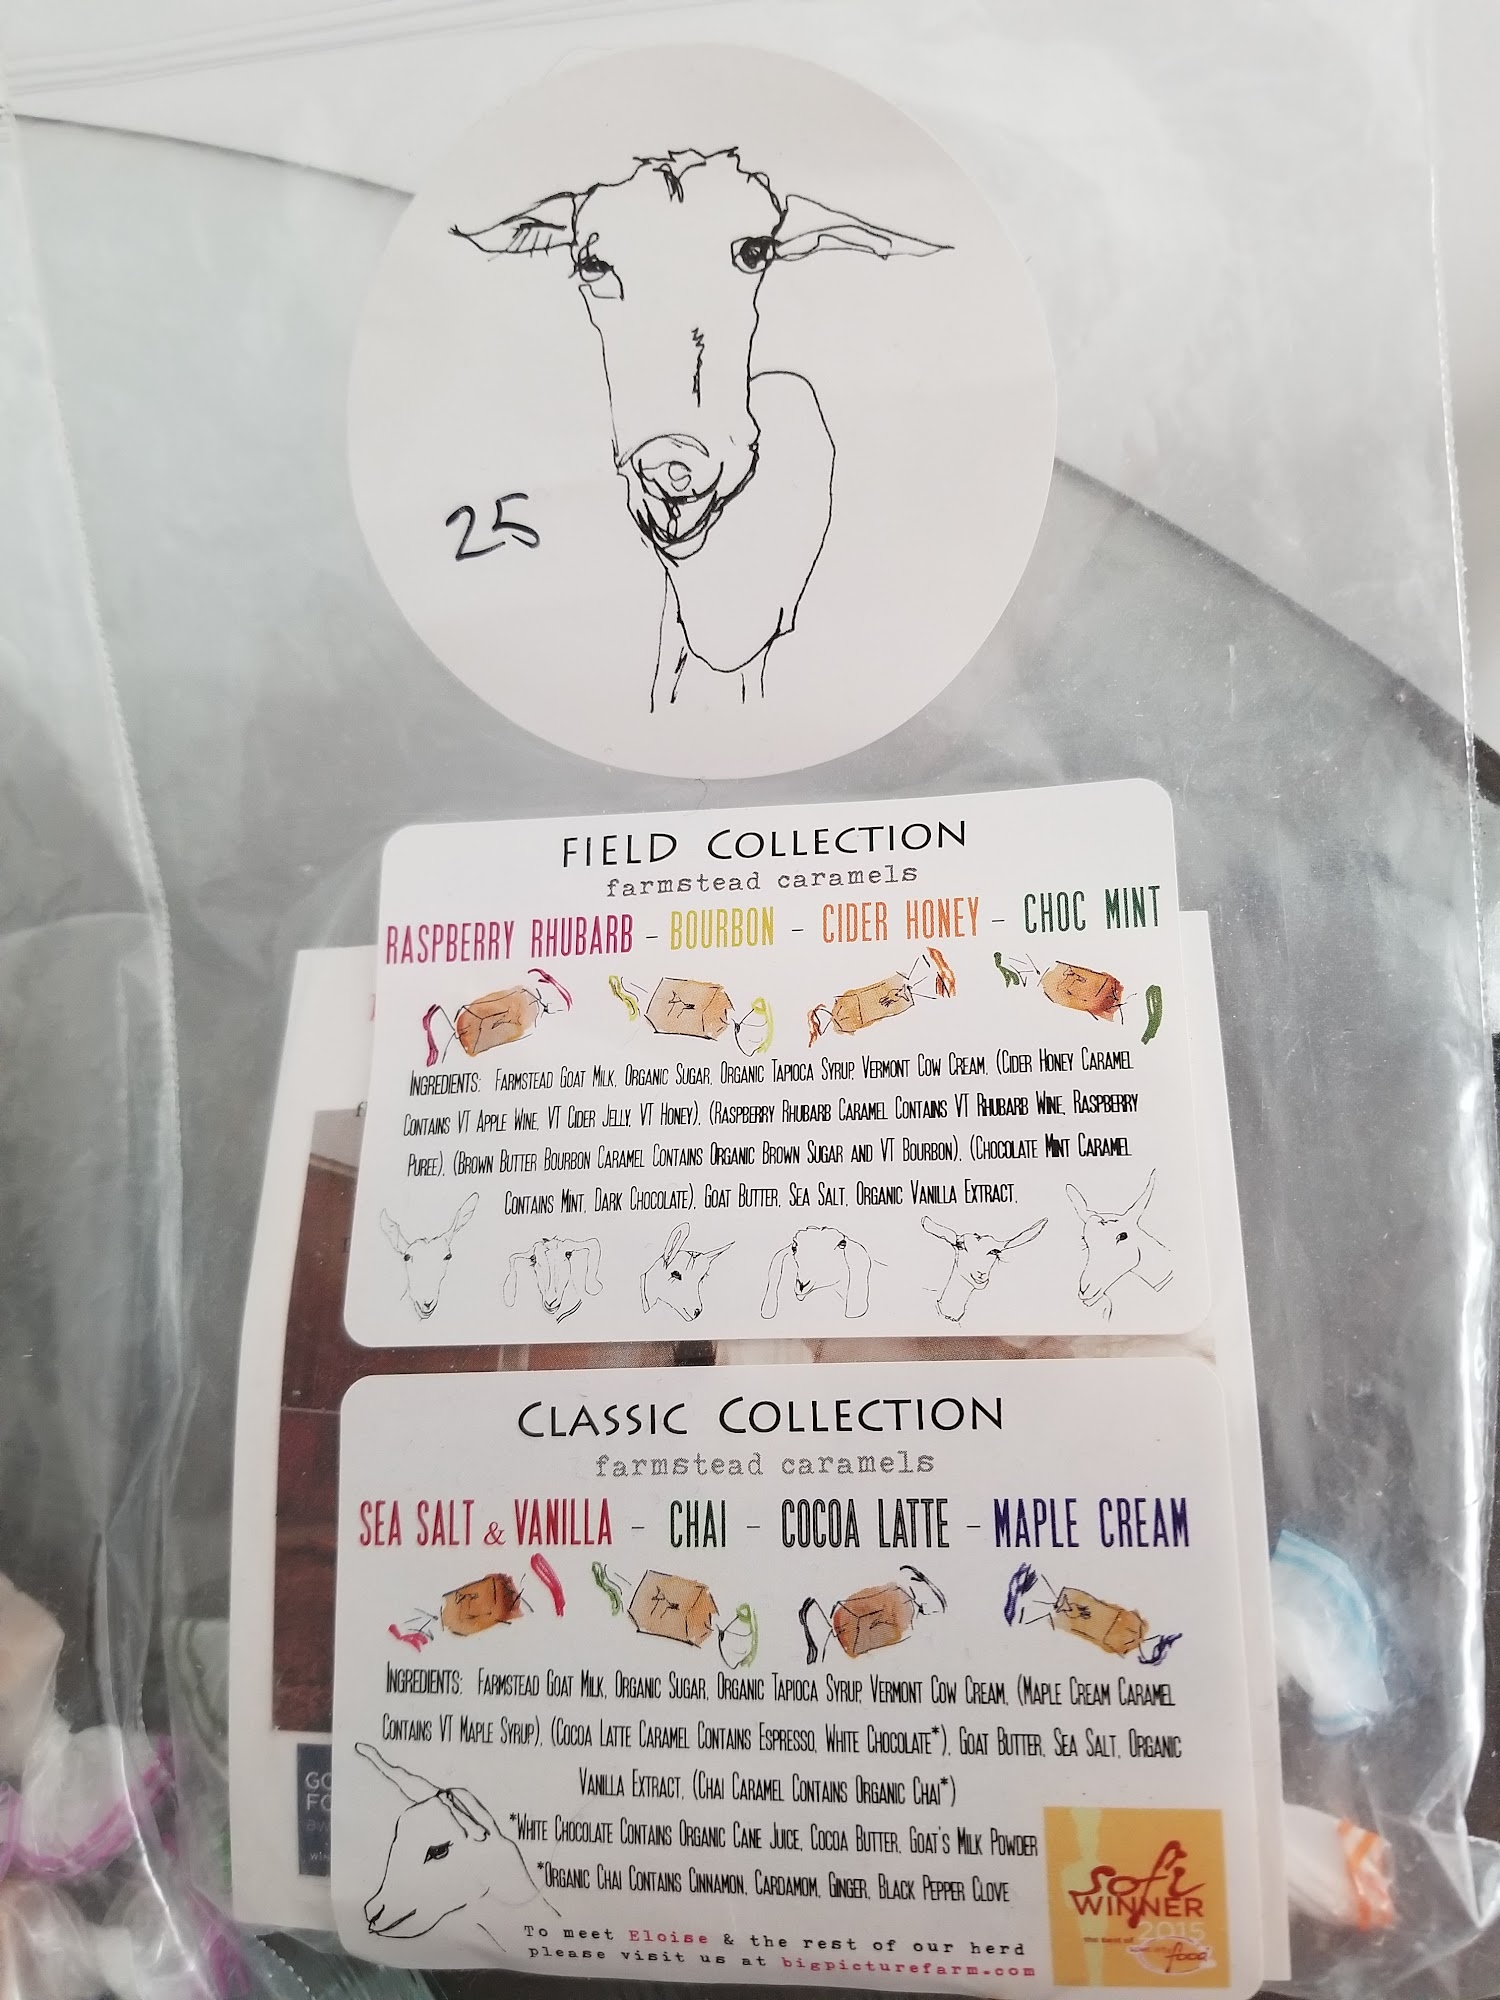 25
FIELD COLLECTION
farmstead caramels
RASPBERRY RHUBARB - BOURBON - CIDER HONEY - CHOC MINT
INGREDIENTS: FARMSTEAD GOAT MILK, ORGANIC SUGAR, ORGANIC TAPIOCA SYRUP, VERMONT COW CREAM, (CIDER HONEY CARAMEL
CONTAINS VT APPLE WINE, VT CIDER JELLY, VT HONEY), (RASPBERRY RHUBARB CARAMEL CONTAINS VT RHUBARB WINE, RASPBERRY
PUREE), (BROWN BUTTER BOURBON CARAMEL CONTAINS ORGANIC BROWN SUGAR AND VT BOURBON), (CHOCOLATE MINT CARAMEL
CONTAINS MINT, DARK CHOCOLATE), GOAT BUTTER, SEA SALT, ORGANIC VANILLA EXTRACT,
CLASSIC COLLECTION
farmstead caramels
SEA SALT & VANILLA - CHAI - COCOA LATTE - MAPLE CREAM
INGREDIENTS: FARMSTEAD GOAT MILK, ORGANIC SUGAR, ORGANIC TAPIOCA SYRUP, VERMONT COW CREAM, (MAPLE CREAM CARAMEL
CONTAINS VT MAPLE SYRUP), (COCOA LATTE CARAMEL CONTAINS ESPRESSO, WHITE CHOCOLATE*), GOAT BUTTER, SEA SALT, ORGANIC
VANILLA EXTRACT, (CHAI CARAMEL CONTAINS ORGANIC CHAI*)
*WHITE CHOCOLATE CONTAINS ORGANIC CANE JUICE, COCOA BUTTER, GOAT'S MILK POWDER
*ORGANIC CHAI CONTAINS CINNAMON, CARDAMOM, GINGER, BLACK PEPPER CLOVE
To meet Eloise & the rest of our herd
please visit us at bigpicturefarm.com
sofi
WINNER
2015
the best of
food